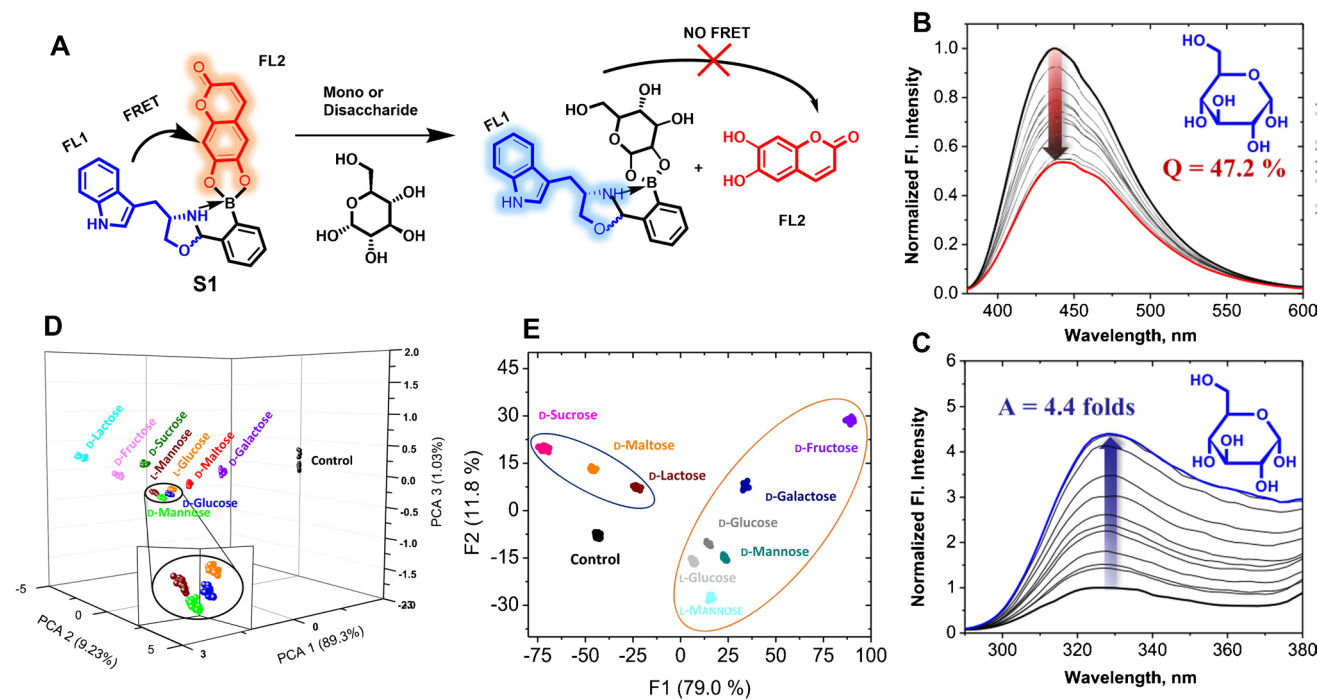 A
FL2
FRET
FL1
O
O
O
O
B
NH
HN
O
S1
Mono or
Disaccharide
HO
O
HO
OH
OH
OH
NO FRET
HO
OH
O
OH
O
O
FL1
B
NH
HN
O
+
HO
HO
O
O
FL2
B
Normalized Fl. Intensity
1.0
0.8
0.6
0.4
0.2
0.0
400
450
500
550
600
Wavelength, nm
HO
O
HO
HO
OH
OH
Q = 47.2 %
C
Normalized Fl. Intensity
6
5
4
3
2
1
0
300
320
340
360
380
Wavelength, nm
A = 4.4 folds
HO
O
HO
HO
OH
OH
D
D-Lactose
D-Fructose
D-Sucrose
L-Mannose
L-Glucose
D-Maltose
D-Galactose
Control
D-Glucose
D-Mannose
2.0
1.5
1.0
0.5
0.0
-0.5
-1.0
-1.5
PCA 3 (1.03%)
-5
0
5
PCA 2 (9.23%)
3
0
PCA 1 (89.3%)
E
F2 (11.8 %)
45
30
15
0
-15
-30
-75
-50
-25
0
25
50
75
100
F1 (79.0 %)
D-Sucrose
D-Maltose
D-Lactose
Control
D-Fructose
D-Galactose
D-Glucose
D-Mannose
L-Glucose
L-MANNOSE